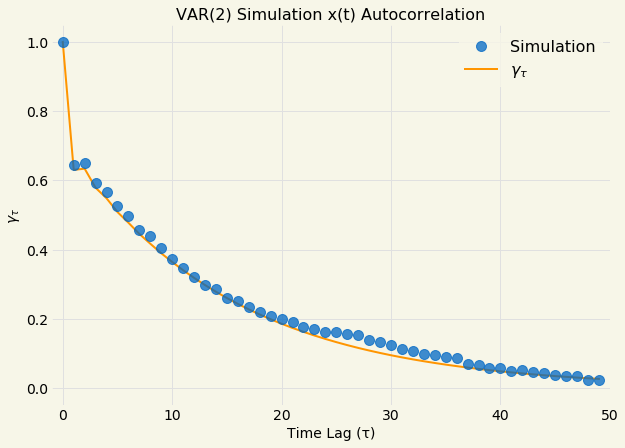 VAR(2) Simulation x(t) Autocorrelation
Simulation
γτ
γτ
1.0
0.8
0.6
0.4
0.2
0.0
0 10 20 30 40 50
Time Lag (τ)